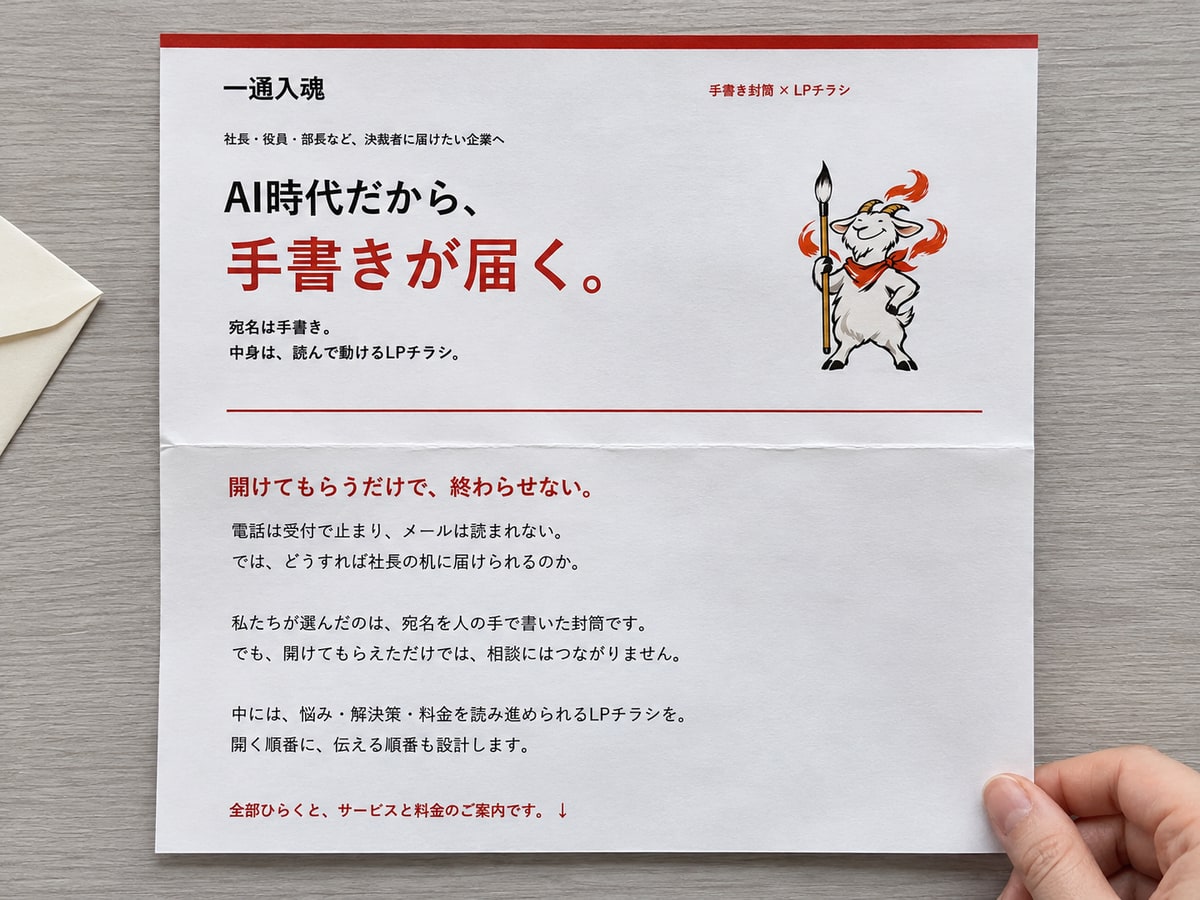 一通入魂
手書き封筒 × LPチラシ
社長・役員・部長など、決裁者に届けたい企業へ
AI時代だから、
手書きが届く。
宛名は手書き。
中身は、読んで動けるLPチラシ。
開けてもらうだけで、終わらせない。
電話は受付で止まり、メールは読まれない。
では、どうすれば社長の机に届けられるのか。
私たちが選んだのは、宛名を人の手で書いた封筒です。
でも、開けてもらえただけでは、相談にはつながりません。
中には、悩み・解決策・料金を読み進められるLPチラシを。
開く順番に、伝える順番も設計します。
全部ひらくと、サービスと料金のご案内です。 ↓